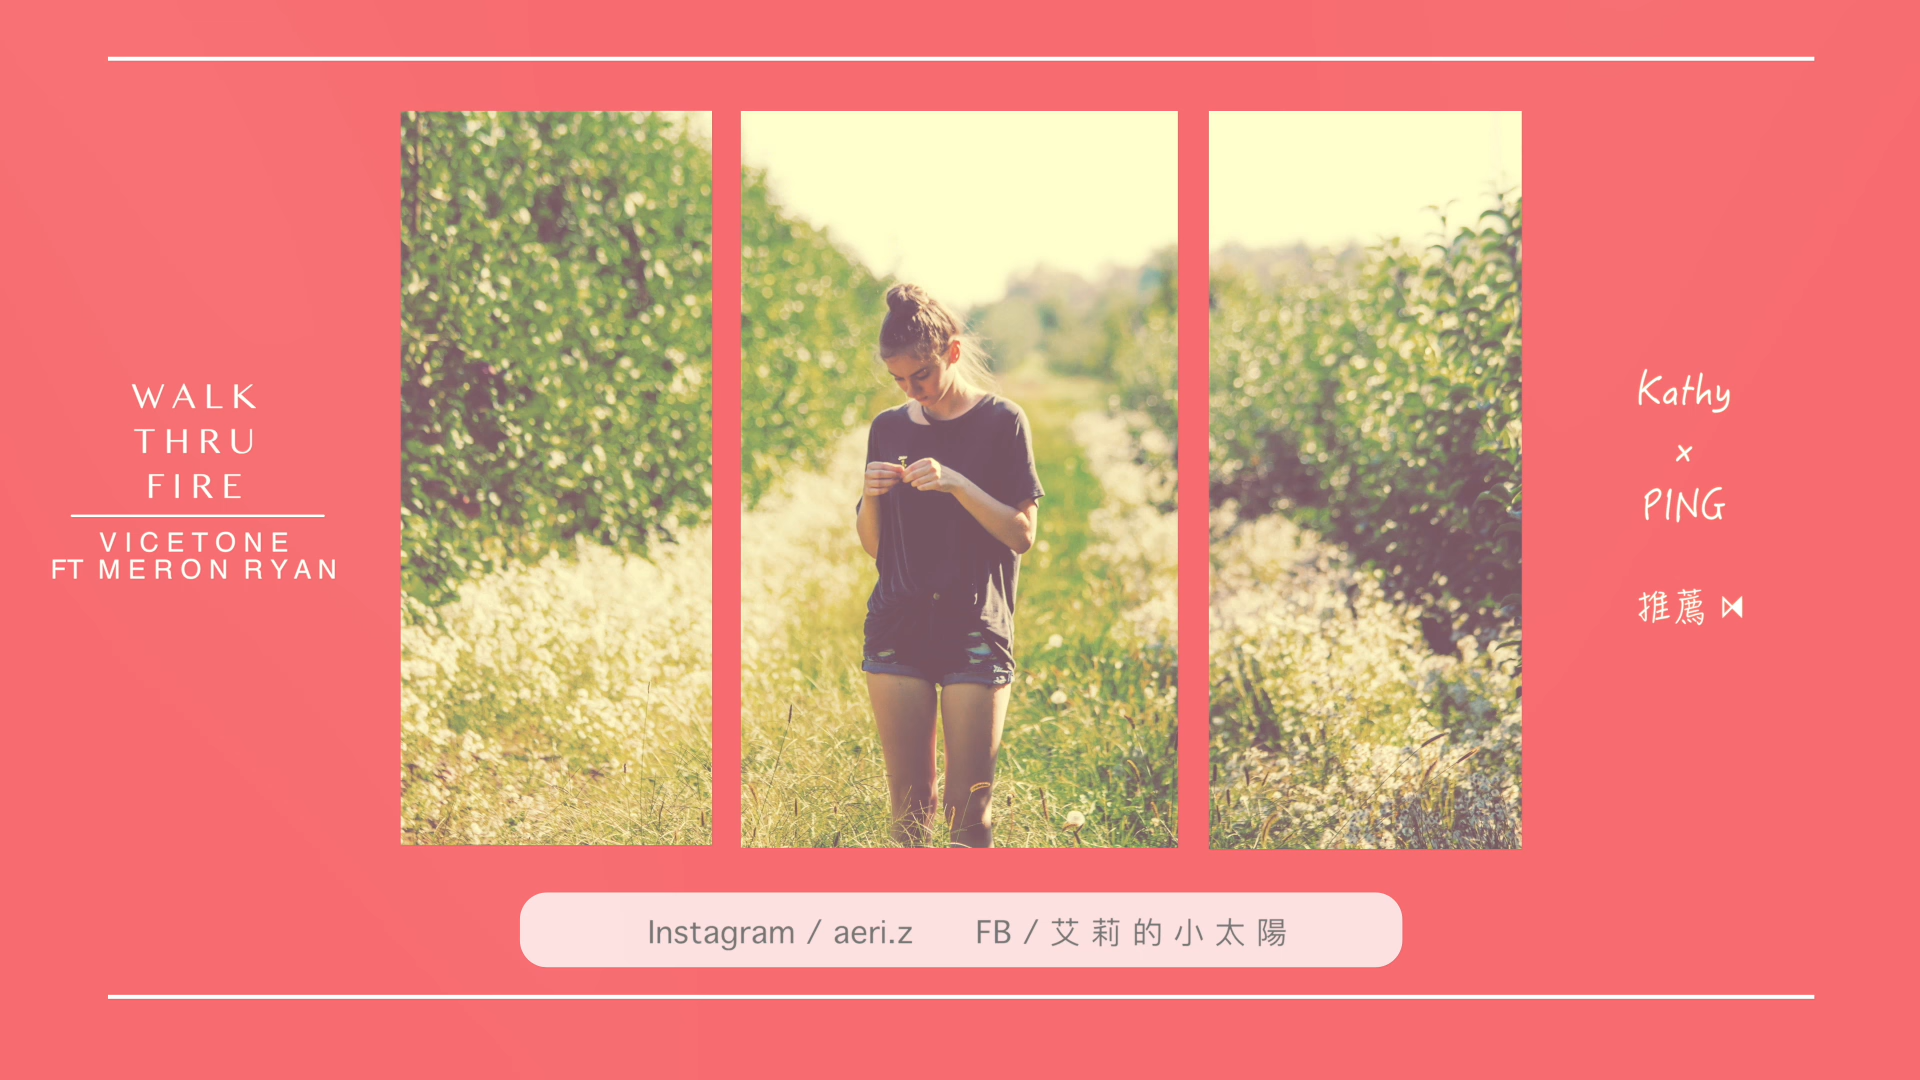 WALK
THRU
FIRE
VICETONE
FT MERON RYAN
Kathy
×
PING
推薦 ⧓
Instagram / aeri.z FB / 艾莉的小太陽